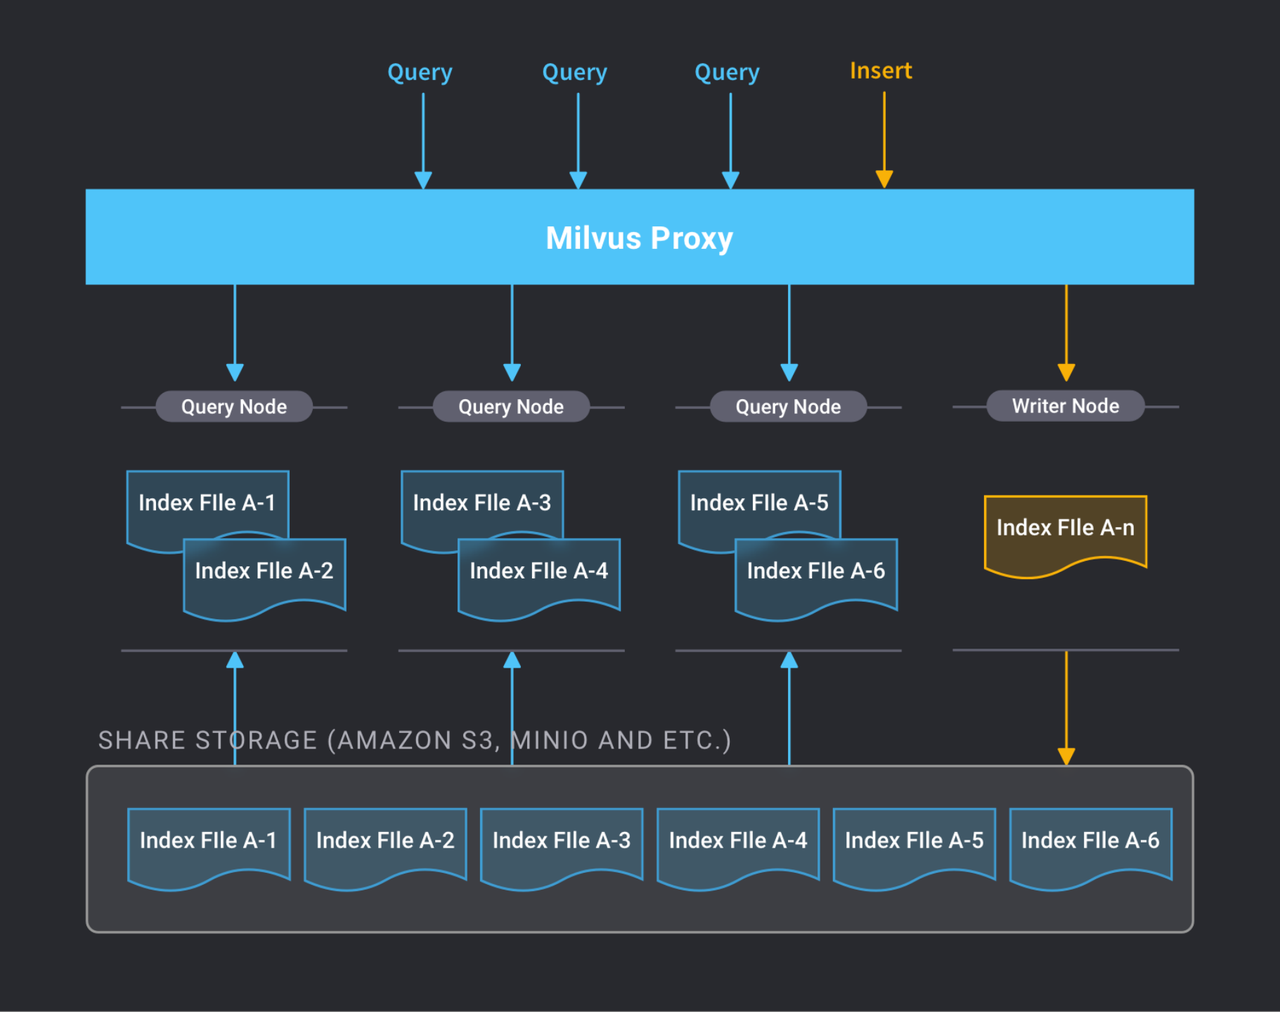 Query
Query
Query
Insert
Milvus Proxy
Query Node
Query Node
Query Node
Writer Node
Index FIle A-1
Index FIle A-2
Index FIle A-3
Index FIle A-4
Index FIle A-5
Index FIle A-6
Index FIle A-n
SHARE STORAGE (AMAZON S3, MINIO AND ETC.)
Index FIle A-1
Index FIle A-2
Index FIle A-3
Index FIle A-4
Index FIle A-5
Index FIle A-6